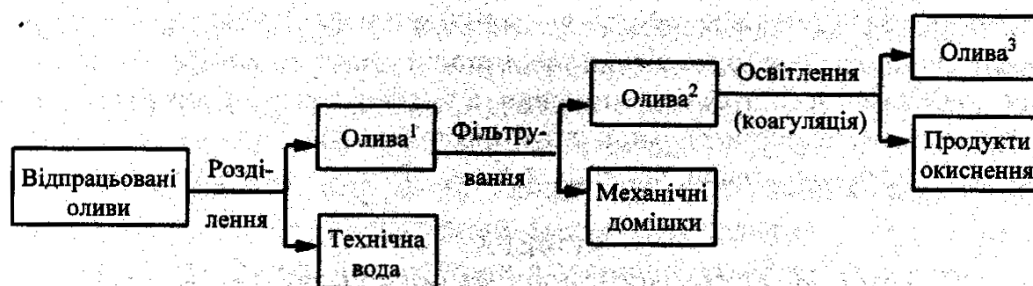 Відпрацьовані
оливи
Розді-
лення
Олива1
Технічна
вода
Фільтру-
вання
Олива2
Механічні
домішки
Освітлення
(коагуляція)
Олива3
Продукти
окиснення